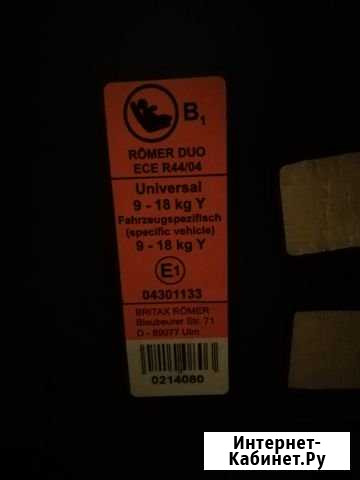 B1
RÖMER DUO
ECE R44/04
Universal
9 - 18 kg Y
Fahrzeugspezifisch
(specific vehicle)
9 - 18 kg Y
E1
04301133
BRITAX RÖMER
Blaubeurer Str. 71
D - 89077 Ulm
0214080
Интернет-
Кабинет.Ру